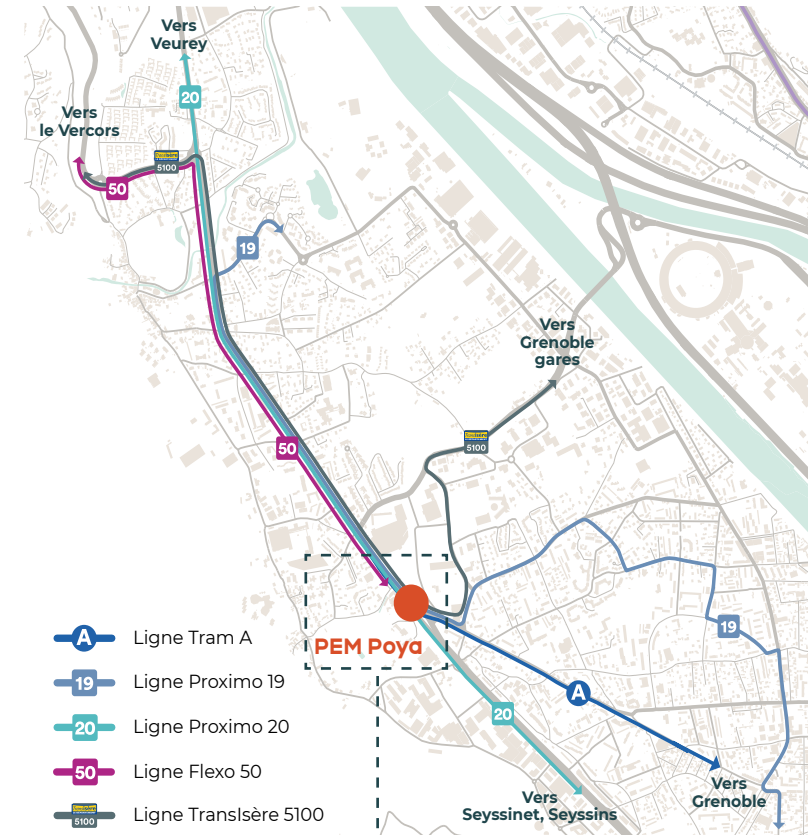 Vers
Veurey
20
Vers
le Vercors
5100
50
19
Vers
Grenoble
gares
50
5100
PEM Poya
19
A
20
Vers
Grenoble
Vers
Seyssinet, Seyssins
A Ligne Tram A
19 Ligne Proximo 19
20 Ligne Proximo 20
50 Ligne Flexo 50
5100 Ligne TransIsère 5100